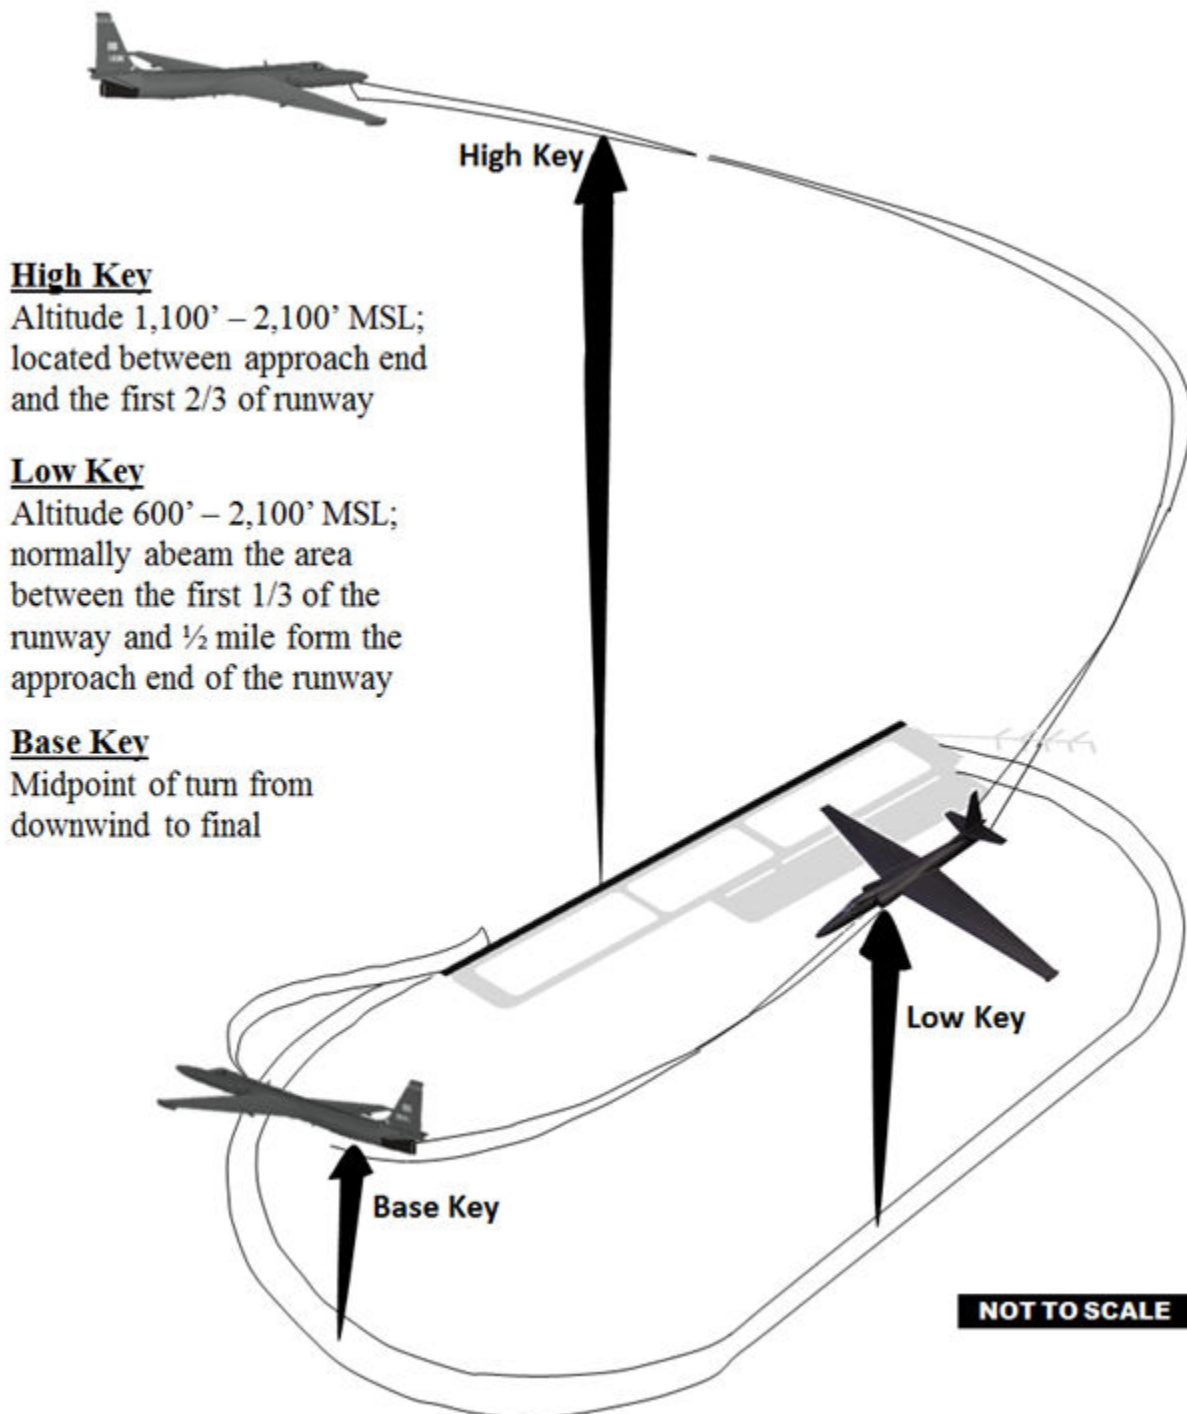 High Key
High Key
Altitude 1,100’ – 2,100’ MSL;
located between approach end
and the first 2/3 of runway
Low Key
Altitude 600’ – 2,100’ MSL;
normally abeam the area
between the first 1/3 of the
runway and ½ mile form the
approach end of the runway
Base Key
Midpoint of turn from
downwind to final
Low Key
Base Key
NOT TO SCALE